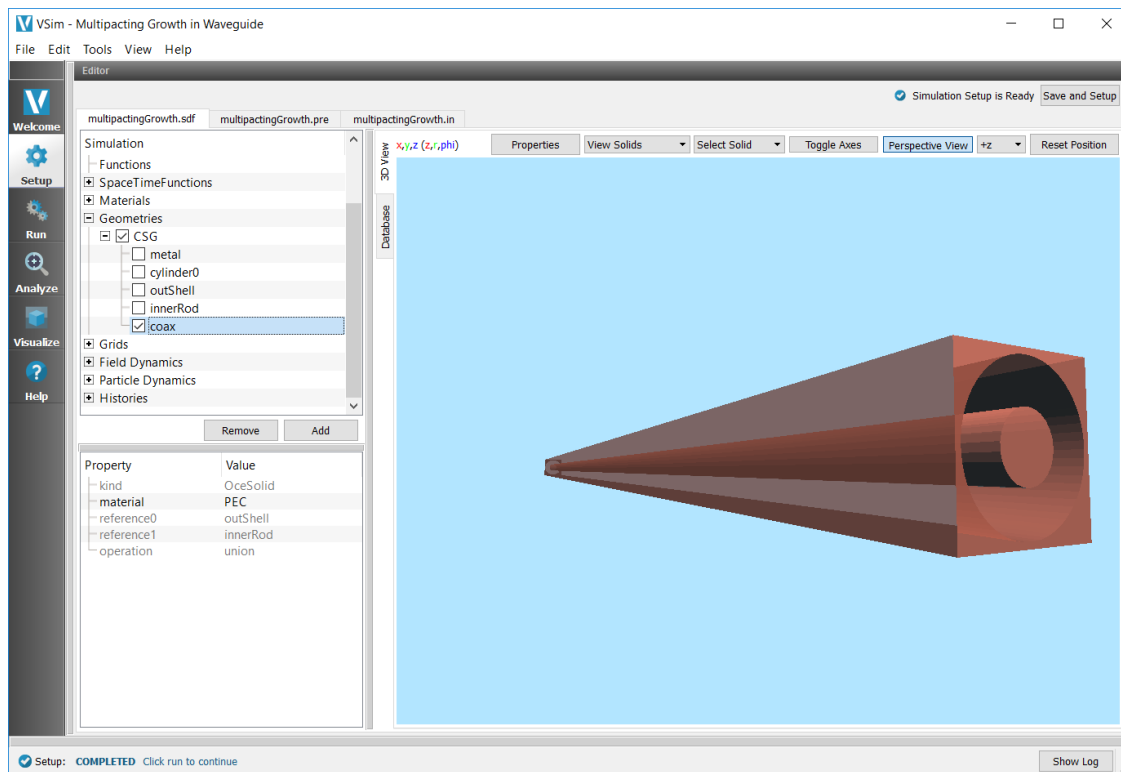 VSim - Multipacting Growth in Waveguide
File Edit Tools View Help
Editor
Simulation Setup is Ready Save and Setup
multipactingGrowth.sdf multipactingGrowth.pre multipactingGrowth.in
Welcome
Setup
Run
Analyze
Visualize
Help
Simulation
Functions
SpaceTimeFunctions
Materials
Geometries
CSG
metal
cylinder0
outShell
innerRod
coax
Grids
Field Dynamics
Particle Dynamics
Histories
Remove Add
Property Value
kind OceSolid
material PEC
reference0 outShell
reference1 innerRod
operation union
3D View
Database
x,y,z (z,r,phi) Properties View Solids Select Solid Toggle Axes Perspective View +z Reset Position
Setup: COMPLETED Click run to continue Show Log